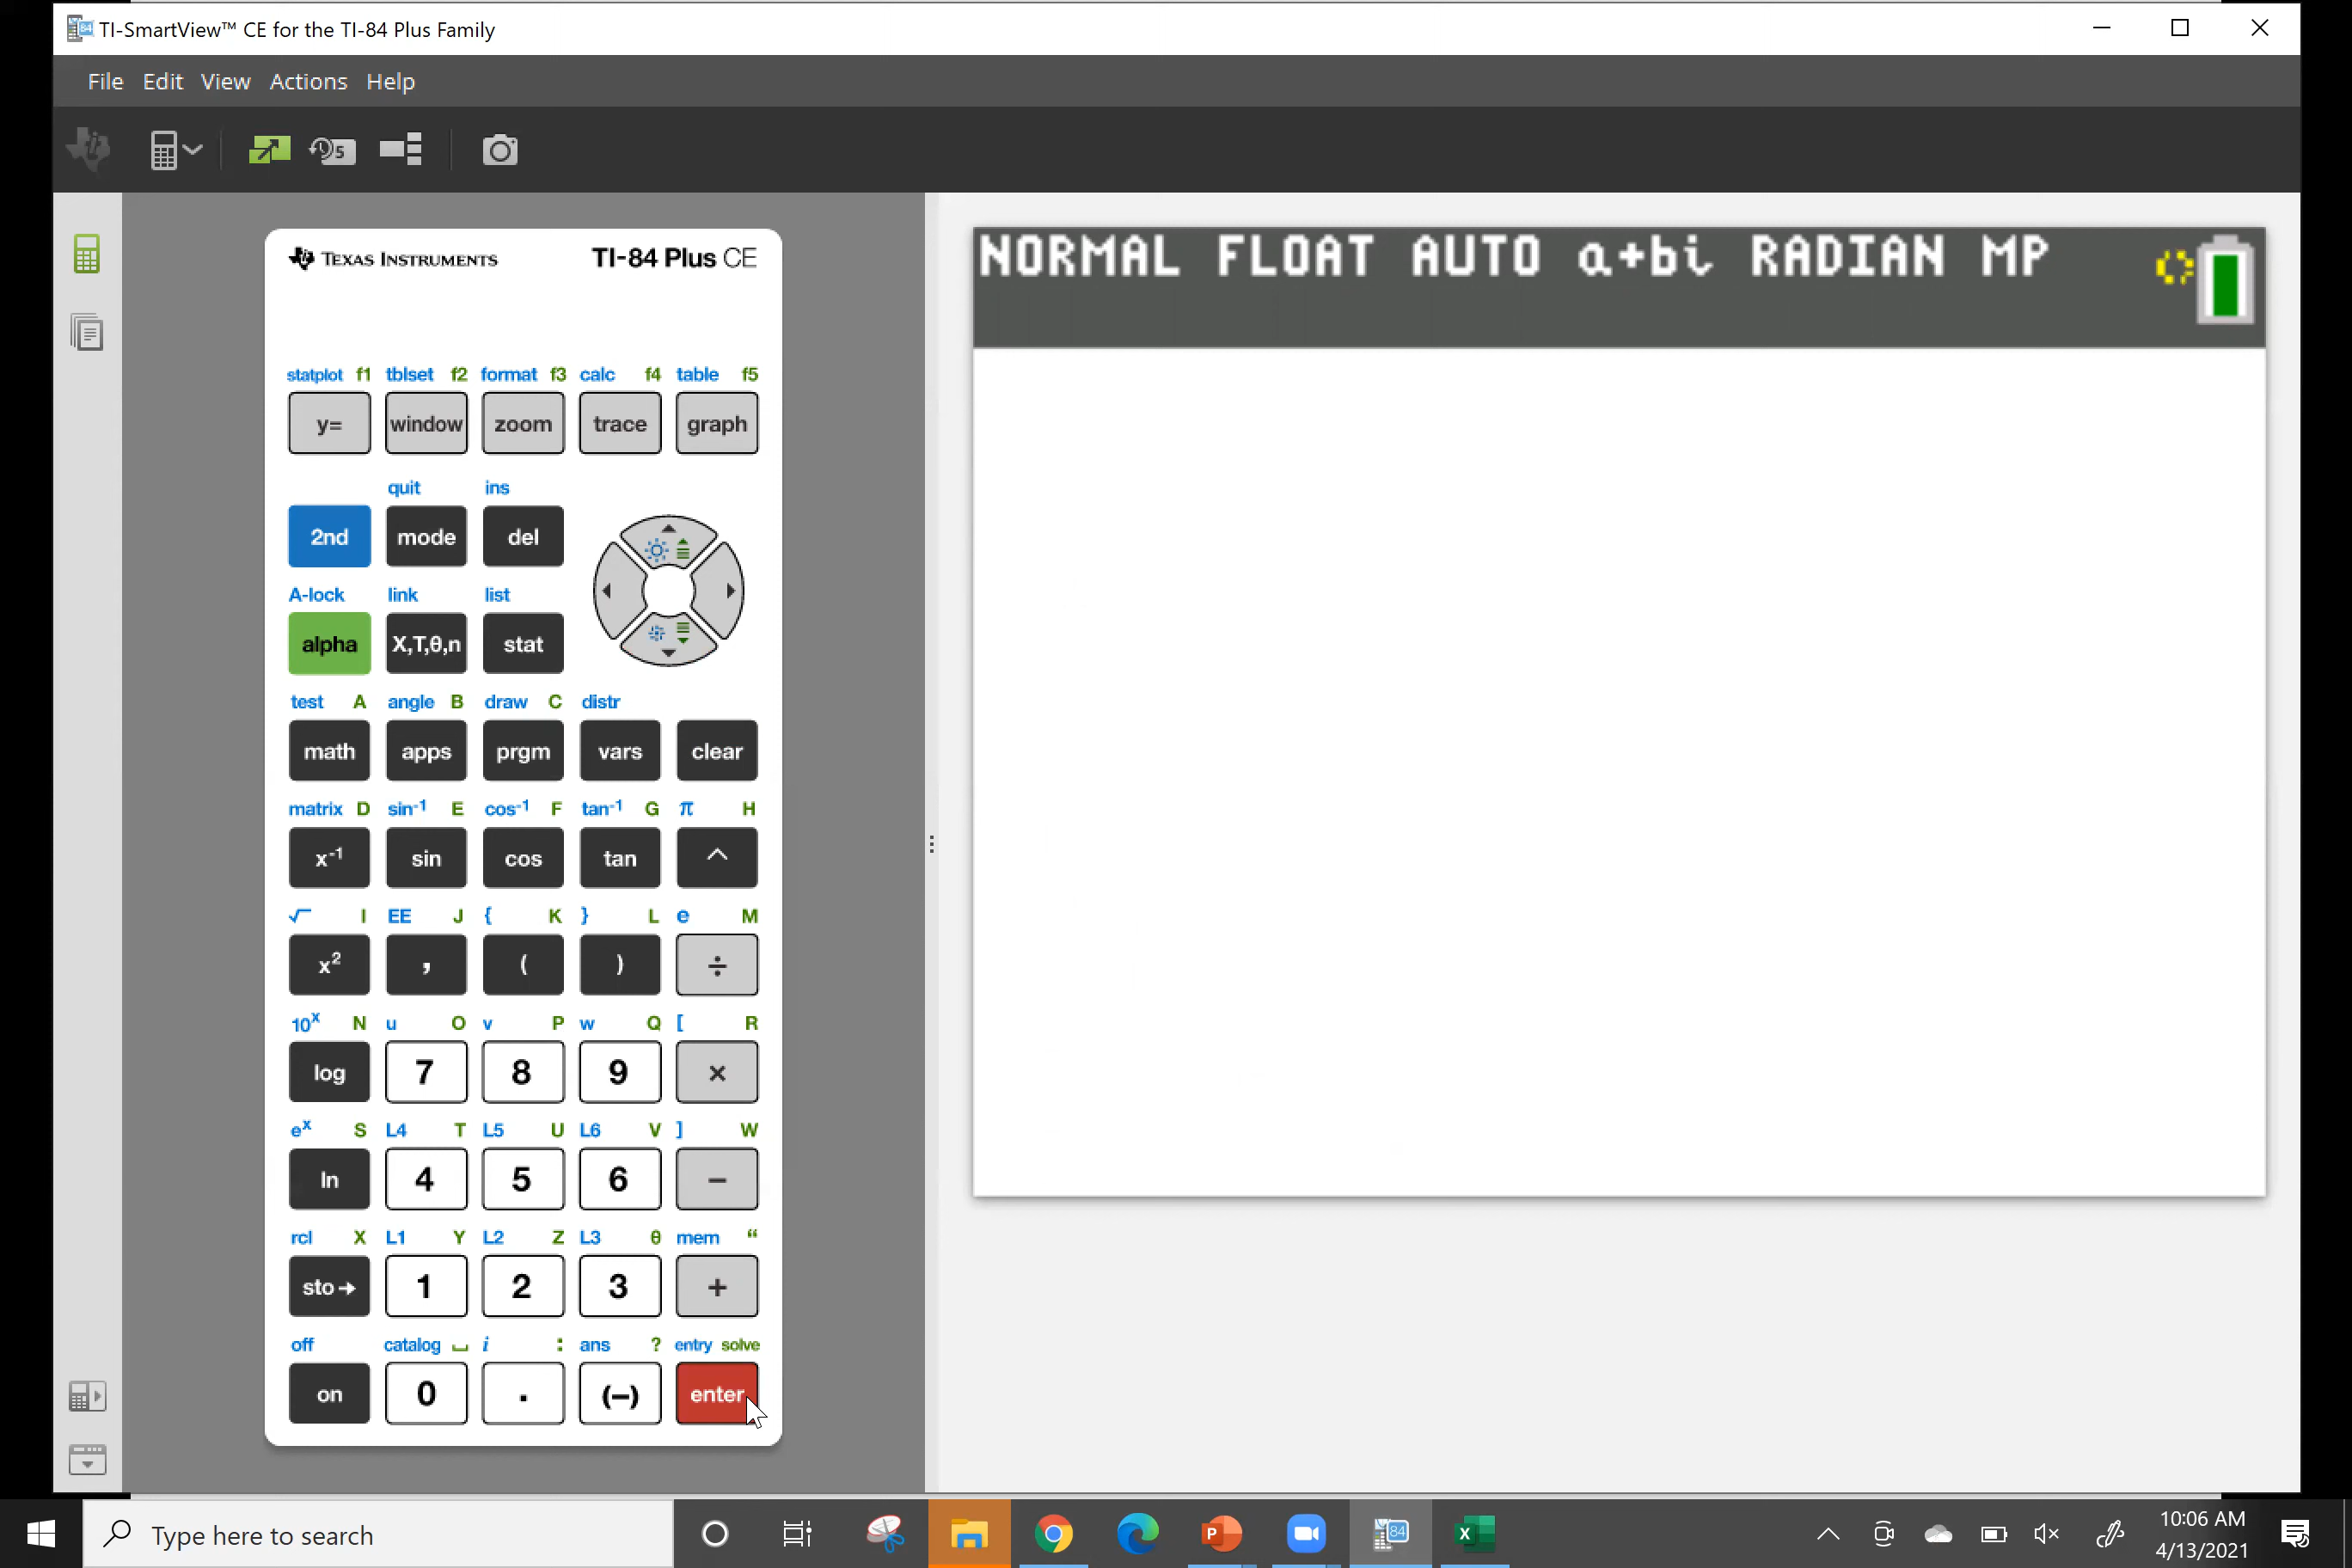 TI-SmartView™ CE for the TI-84 Plus Family
File Edit View Actions Help
5
TEXAS INSTRUMENTS TI-84 Plus CE
NORMAL FLOAT AUTO a+bi RADIAN MP
statplot f1 tblset f2 format f3 calc f4 table f5
y= window zoom trace graph
quit ins
2nd mode del
A-lock link list
alpha X,T,θ,n stat
test A angle B draw C distr
math apps prgm vars clear
matrix D sin⁻¹ E cos⁻¹ F tan⁻¹ G π H
x⁻¹ sin cos tan ^
√ I EE J { K } L e M
x² , ( ) ÷
10ˣ N u O v P w Q [ R
log 7 8 9 ×
eˣ S L4 T L5 U L6 V ] W
ln 4 5 6 −
rcl X L1 Y L2 Z L3 θ mem “
sto→ 1 2 3 +
off catalog ⎵ i : ans ? entry solve
on 0 . (−) enter
Type here to search
P
84
X
10:06 AM
4/13/2021